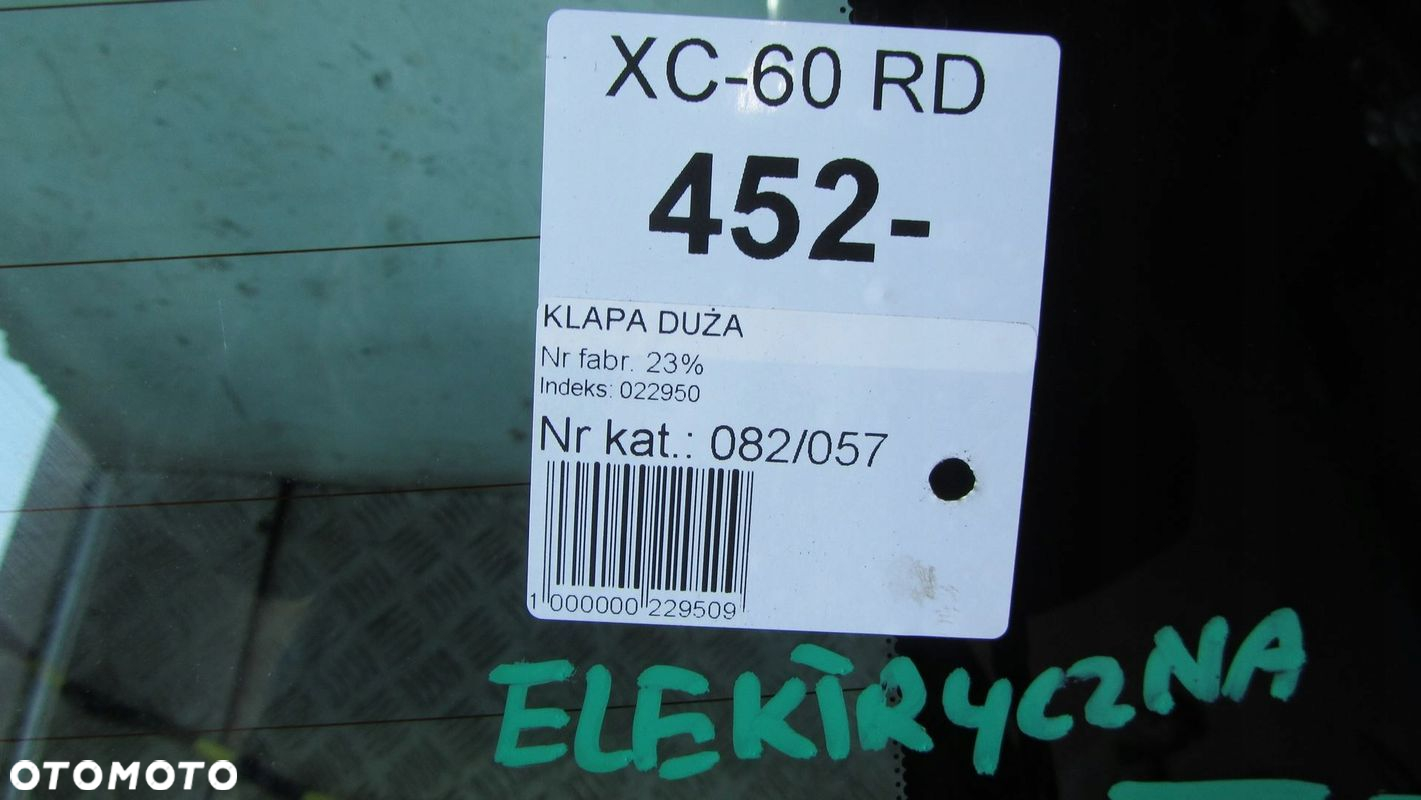 XC-60 RD
452-
KLAPA DUŻA
Nr fabr. 23%
Indeks: 022950
Nr kat.: 082/057
1 000000 229509
ELEKTRYCZNA
OTOMOTO